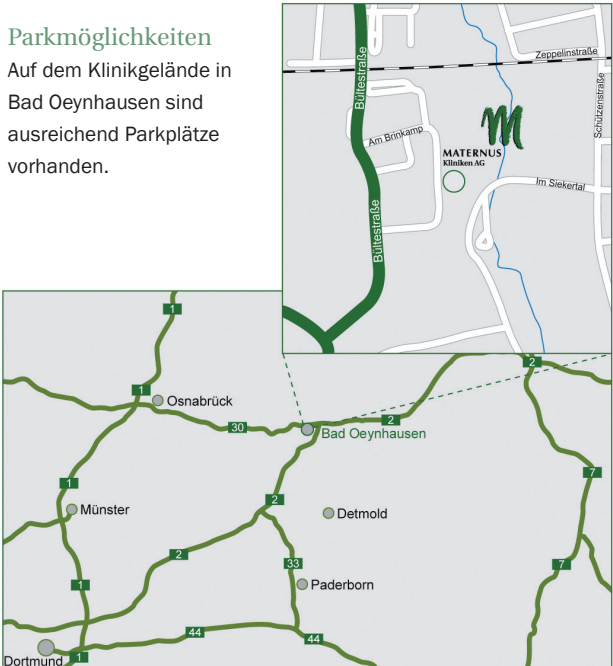 Parkmöglichkeiten
Auf dem Klinikgelände in
Bad Oeynhausen sind
ausreichend Parkplätze
vorhanden.
Zeppelinstraße
Bültestraße
Schützenstraße
Am Brinkamp
M
MATERNUS
Kliniken AG
Im Siekertal
Bültestraße
1
2
1
Osnabrück
30
2
Bad Oeynhausen
7
1
2
Münster
Detmold
2
33
7
1
Paderborn
44
44
Dortmund
1